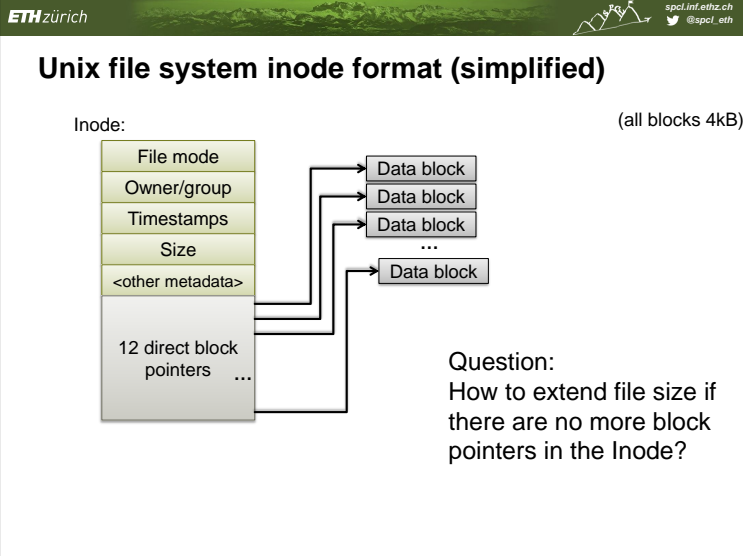 ETH zürich
spcl.inf.ethz.ch
@spcl_eth
Unix file system inode format (simplified)
Inode:
(all blocks 4kB)
File mode
Owner/group
Timestamps
Size
<other metadata>
12 direct block
pointers ...
Data block
Data block
Data block
...
Data block
Question:
How to extend file size if
there are no more block
pointers in the Inode?